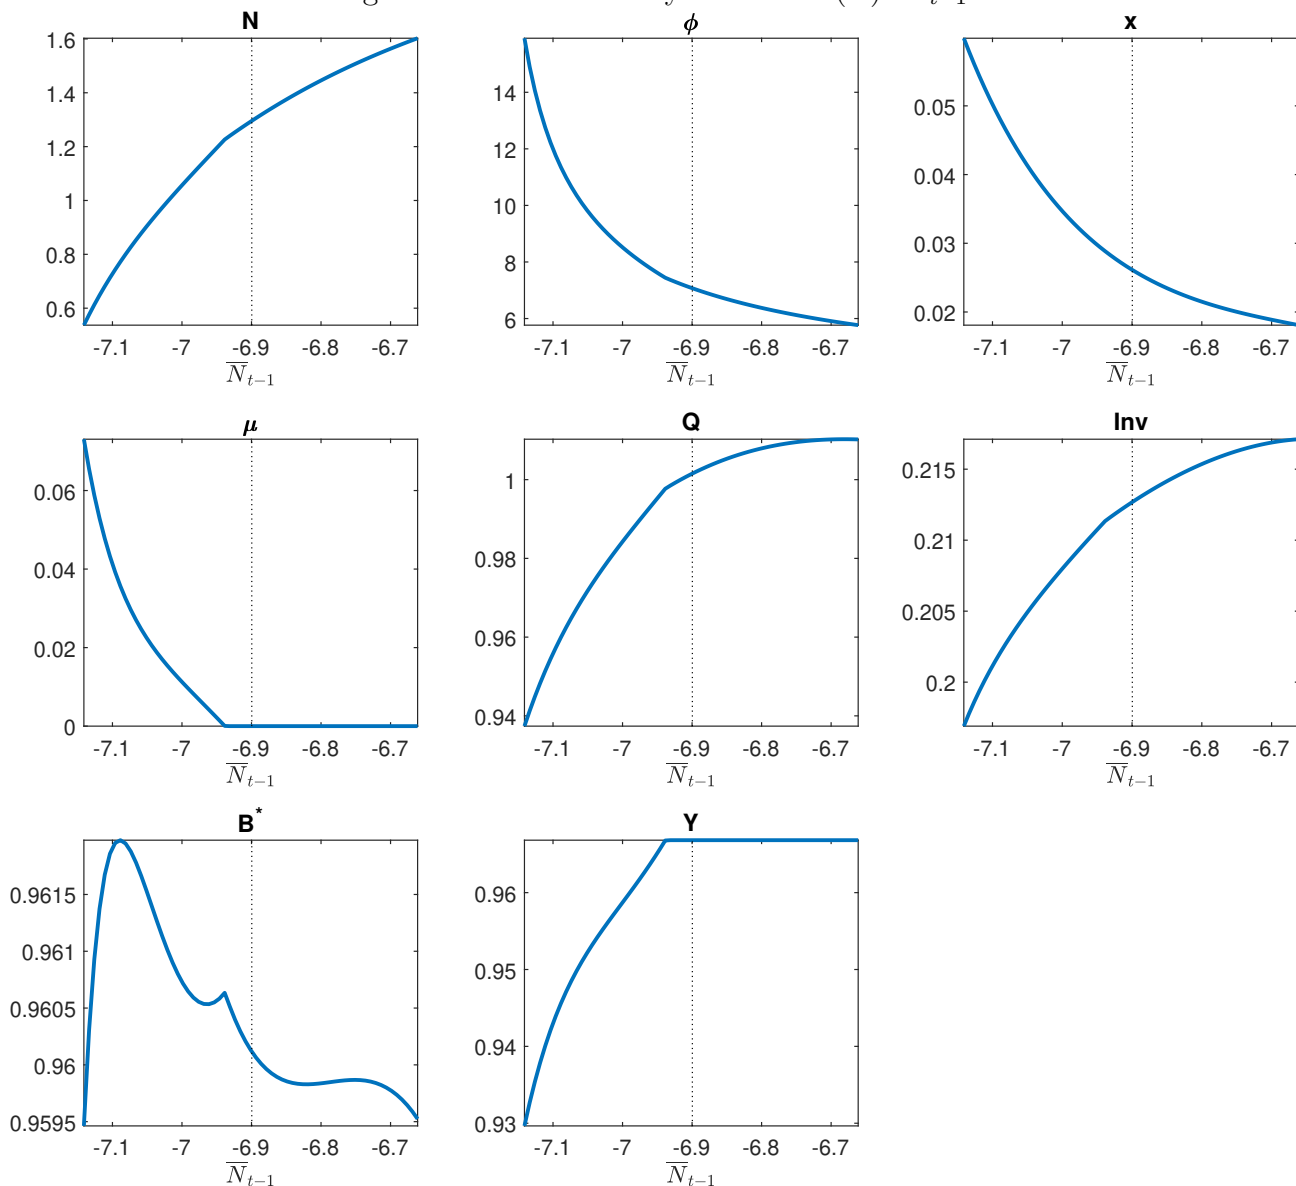 N
1.6
1.4
1.2
1
0.8
0.6
-7.1 -7 -6.9 -6.8 -6.7
N̅ₜ₋₁
ϕ
14
12
10
8
6
-7.1 -7 -6.9 -6.8 -6.7
N̅ₜ₋₁
x
0.05
0.04
0.03
0.02
-7.1 -7 -6.9 -6.8 -6.7
N̅ₜ₋₁
μ
0.06
0.04
0.02
0
-7.1 -7 -6.9 -6.8 -6.7
N̅ₜ₋₁
Q
1
0.98
0.96
0.94
-7.1 -7 -6.9 -6.8 -6.7
N̅ₜ₋₁
Inv
0.215
0.21
0.205
0.2
-7.1 -7 -6.9 -6.8 -6.7
N̅ₜ₋₁
B*
0.9615
0.961
0.9605
0.96
0.9595
-7.1 -7 -6.9 -6.8 -6.7
N̅ₜ₋₁
Y
0.96
0.95
0.94
0.93
-7.1 -7 -6.9 -6.8 -6.7
N̅ₜ₋₁